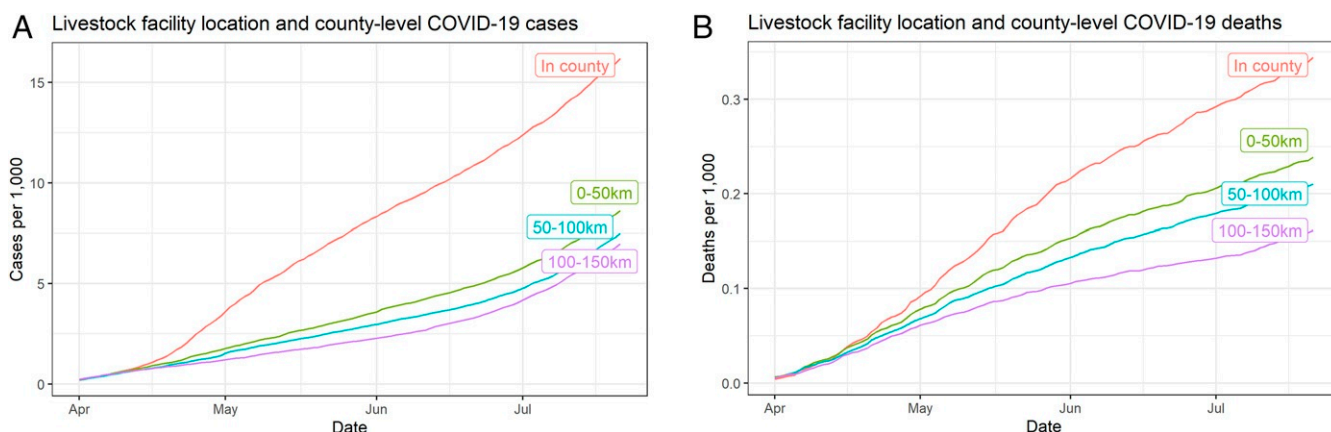 A Livestock facility location and county-level COVID-19 cases
Cases per 1,000
15
10
5
0
In county
0-50km
50-100km
100-150km
Apr May Jun Jul
Date
B Livestock facility location and county-level COVID-19 deaths
Deaths per 1,000
0.3
0.2
0.1
0.0
In county
0-50km
50-100km
100-150km
Apr May Jun Jul
Date